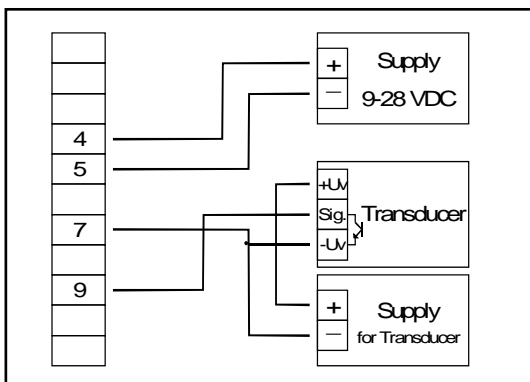 4
5
7
9
+
−
Supply
9-28 VDC
+Uv
Sig.
-Uv
Transducer
+
−
Supply
for Transducer